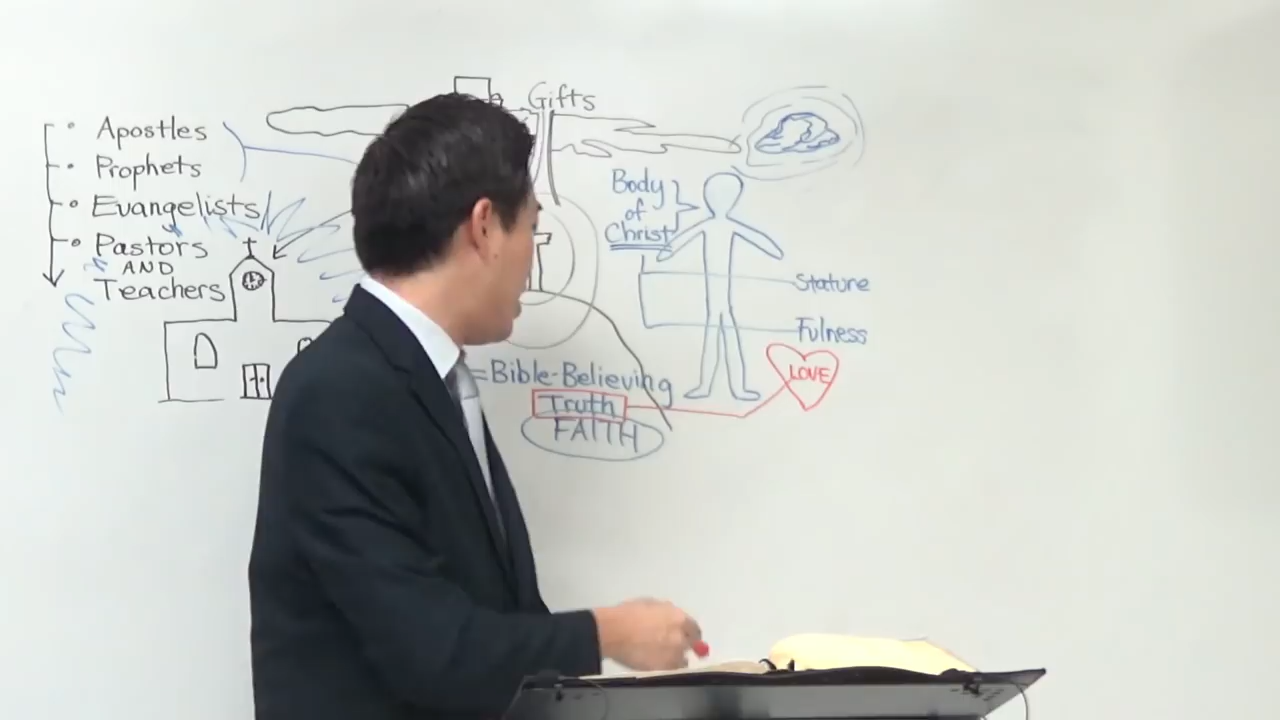 Gifts
Apostles
Prophets
Evangelists
Pastors
AND
Teachers
Body
of
Christ
Stature
Fulness
=Bible-Believing
Truth
FAITH
LOVE